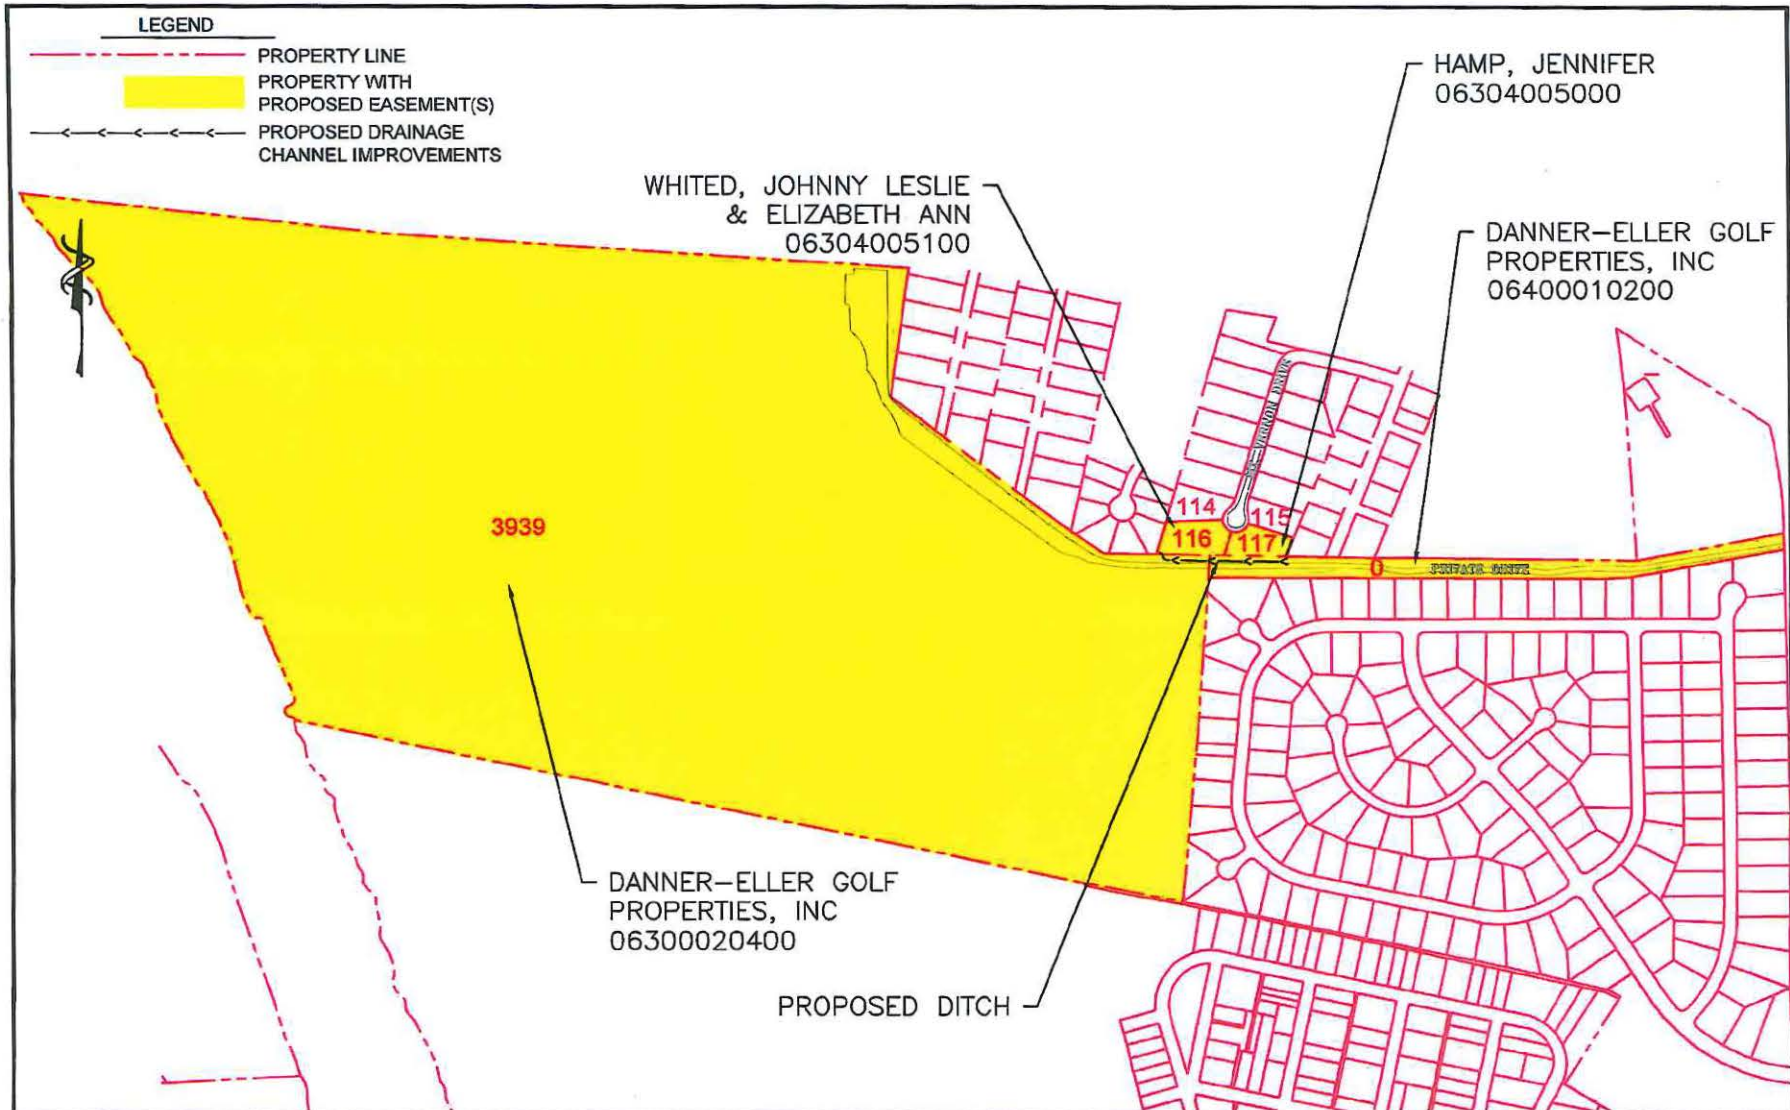 LEGEND
PROPERTY LINE
PROPERTY WITH
PROPOSED EASEMENT(S)
PROPOSED DRAINAGE
CHANNEL IMPROVEMENTS
HAMP, JENNIFER
06304005000
WHITED, JOHNNY LESLIE
& ELIZABETH ANN
06304005100
DANNER-ELLER GOLF
PROPERTIES, INC
06400010200
3939
114
115
116
117
0
PRIVATE DRIVE
DANNER-ELLER GOLF
PROPERTIES, INC
06300020400
PROPOSED DITCH